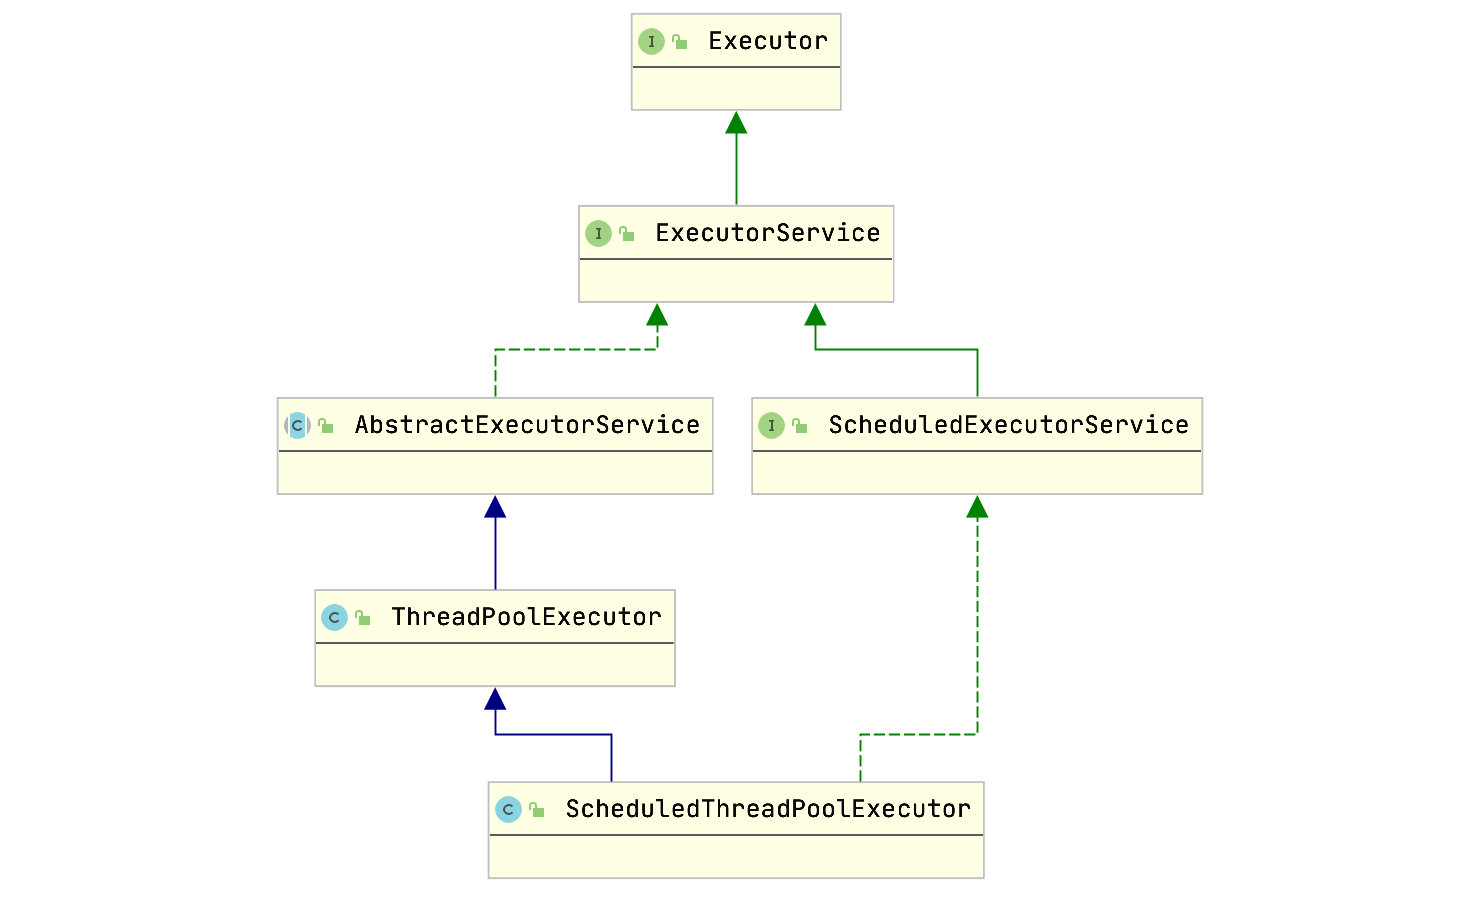 I Executor
I ExecutorService
C AbstractExecutorService
I ScheduledExecutorService
C ThreadPoolExecutor
C ScheduledThreadPoolExecutor